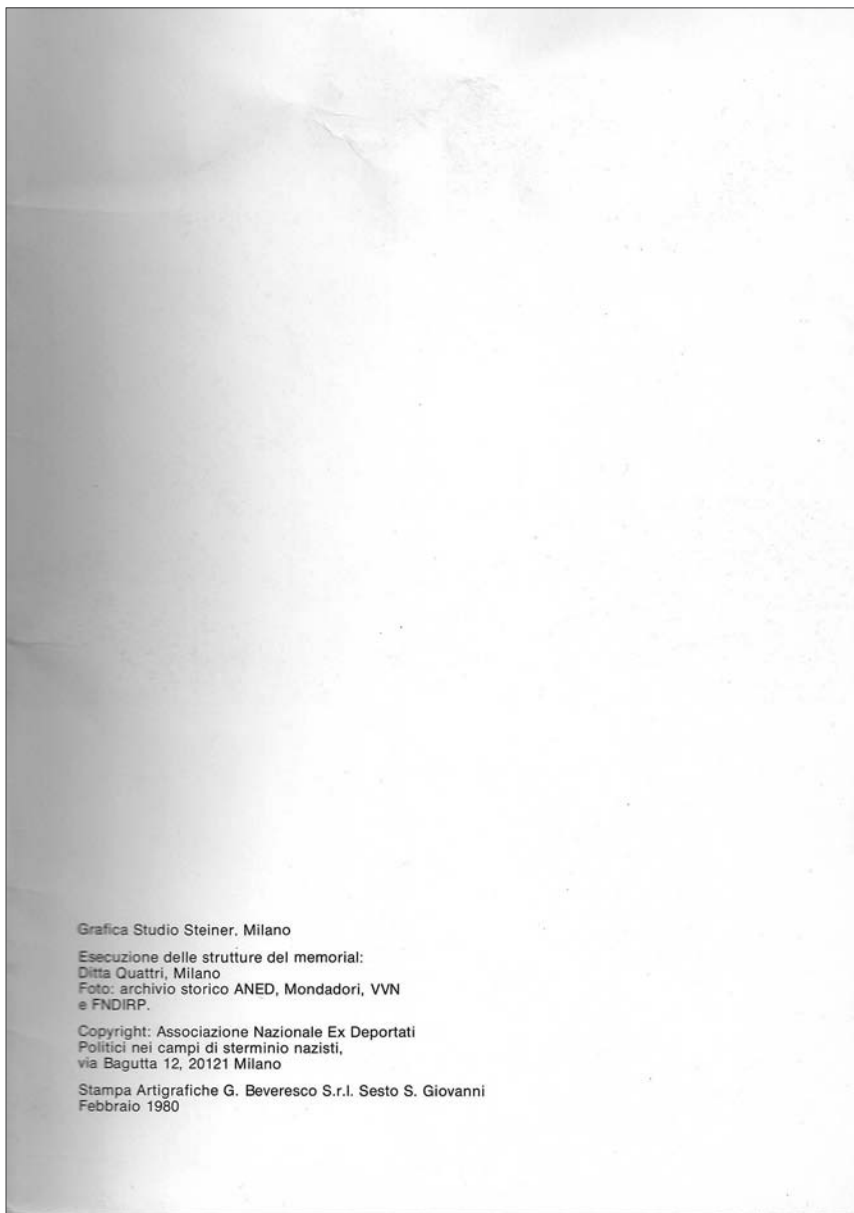 Grafica Studio Steiner. Milano
Esecuzione delle strutture del memorial:
Ditta Quattri, Milano
Foto: archivio storico ANED, Mondadori, VVN
e FNDIRP.
Copyright: Associazione Nazionale Ex Deportati
Politici nei campi di sterminio nazisti,
via Bagutta 12, 20121 Milano
Stampa Artigrafiche G. Beveresco S.r.l. Sesto S. Giovanni
Febbraio 1980